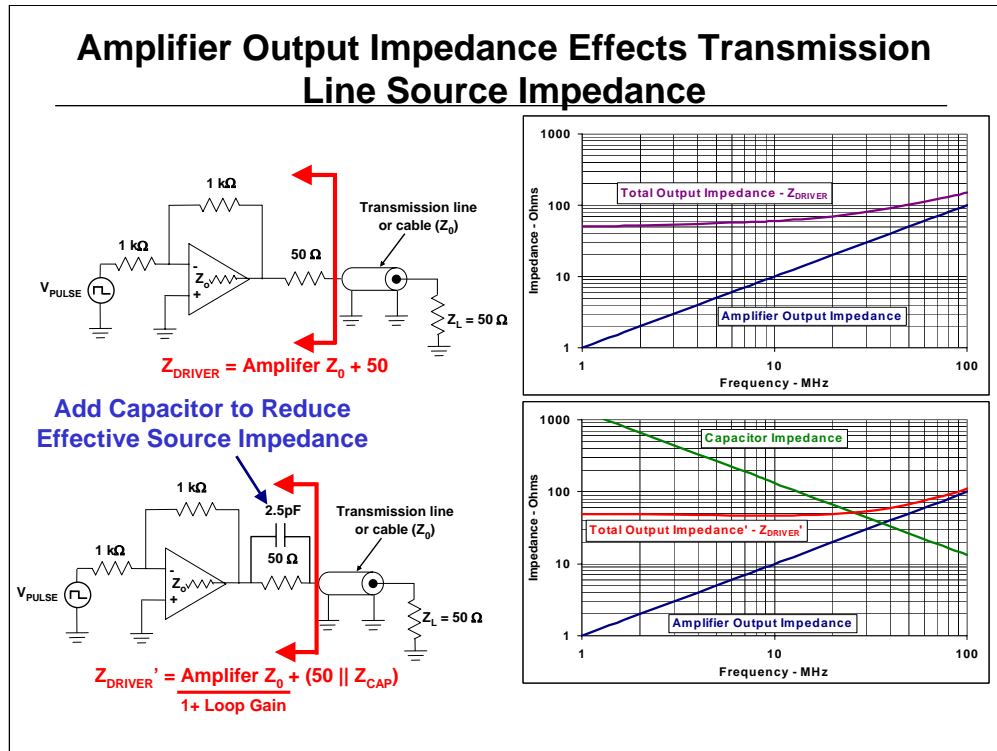 Amplifier Output Impedance Effects Transmission
Line Source Impedance
1 kΩ
1 kΩ
Transmission line
or cable (Z0)
50 Ω
Zo
-
+
VPULSE
ZL = 50 Ω
ZDRIVER = Amplifer Z0 + 50
1000
100
10
1
Impedance - Ohms
Total Output Impedance - ZDRIVER
Amplifier Output Impedance
1
10
100
Frequency - MHz
Add Capacitor to Reduce
Effective Source Impedance
1 kΩ
1 kΩ
2.5pF
50 Ω
Transmission line
or cable (Z0)
Zo
-
+
VPULSE
ZL = 50 Ω
ZDRIVER' = Amplifer Z0 + (50 || ZCAP)
1+ Loop Gain
1000
100
10
1
Impedance - Ohms
Capacitor Impedance
Total Output Impedance' - ZDRIVER'
Amplifier Output Impedance
1
10
100
Frequency - MHz